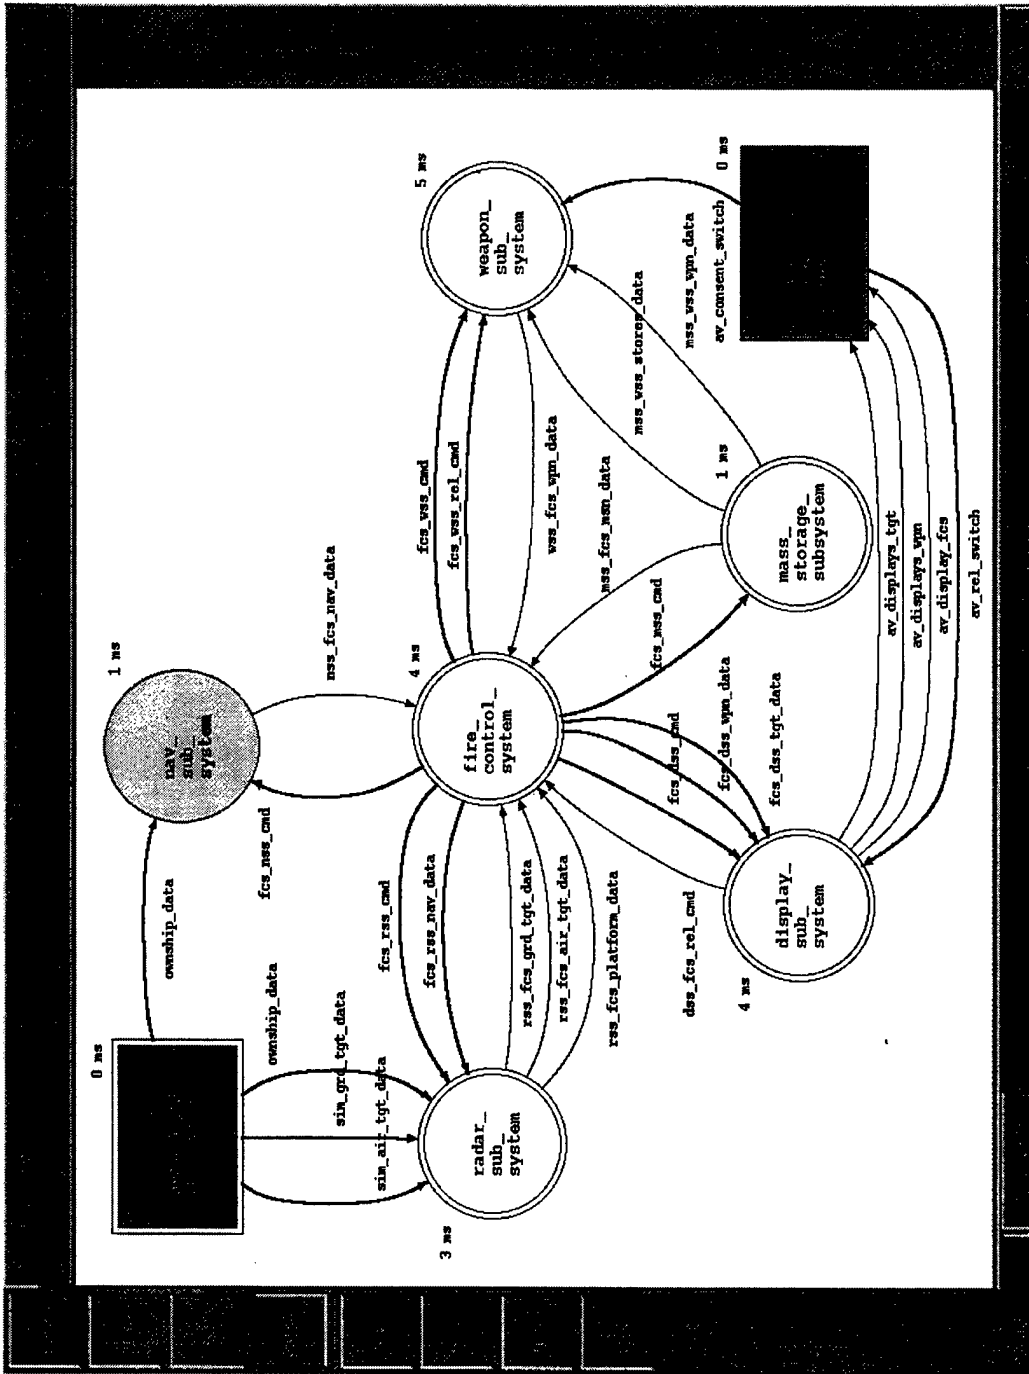 0 ms
ownship_data
nav_
sub_
system
1 ms
ownship_data
sim_grd_tgt_data
sim_air_tgt_data
fcs_nss_cmd
nss_fcs_nav_data
3 ms
radar_
sub_
system
fcs_rss_cmd
fcs_rss_nav_data
rss_fcs_grd_tgt_data
rss_fcs_air_tgt_data
rss_fcs_platform_data
fire_
control_
system
4 ms
fcs_wss_cmd
fcs_wss_rel_cmd
wss_fcs_wpn_data
weapon_
sub_
system
5 ms
mss_fcs_msn_data
fcs_mss_cmd
mss_wss_stores_data
mss_wss_wpn_data
av_consent_switch
0 ms
dss_fcs_rel_cmd
fcs_dss_cmd
fcs_dss_wpn_data
fcs_dss_tgt_data
4 ms
display_
sub_
system
mass_
storage_
subsystem
1 ms
av_displays_tgt
av_displays_wpn
av_display_fcs
av_rel_switch